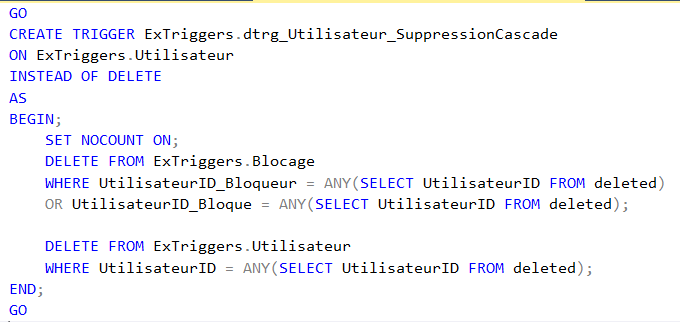 GO
CREATE TRIGGER ExTriggers.dtrg_Utilisateur_SuppressionCascade
ON ExTriggers.Utilisateur
INSTEAD OF DELETE
AS
BEGIN;
    SET NOCOUNT ON;
    DELETE FROM ExTriggers.Blocage
    WHERE UtilisateurID_Bloqueur = ANY(SELECT UtilisateurID FROM deleted)
    OR UtilisateurID_Bloque = ANY(SELECT UtilisateurID FROM deleted);

    DELETE FROM ExTriggers.Utilisateur
    WHERE UtilisateurID = ANY(SELECT UtilisateurID FROM deleted);
END;
GO